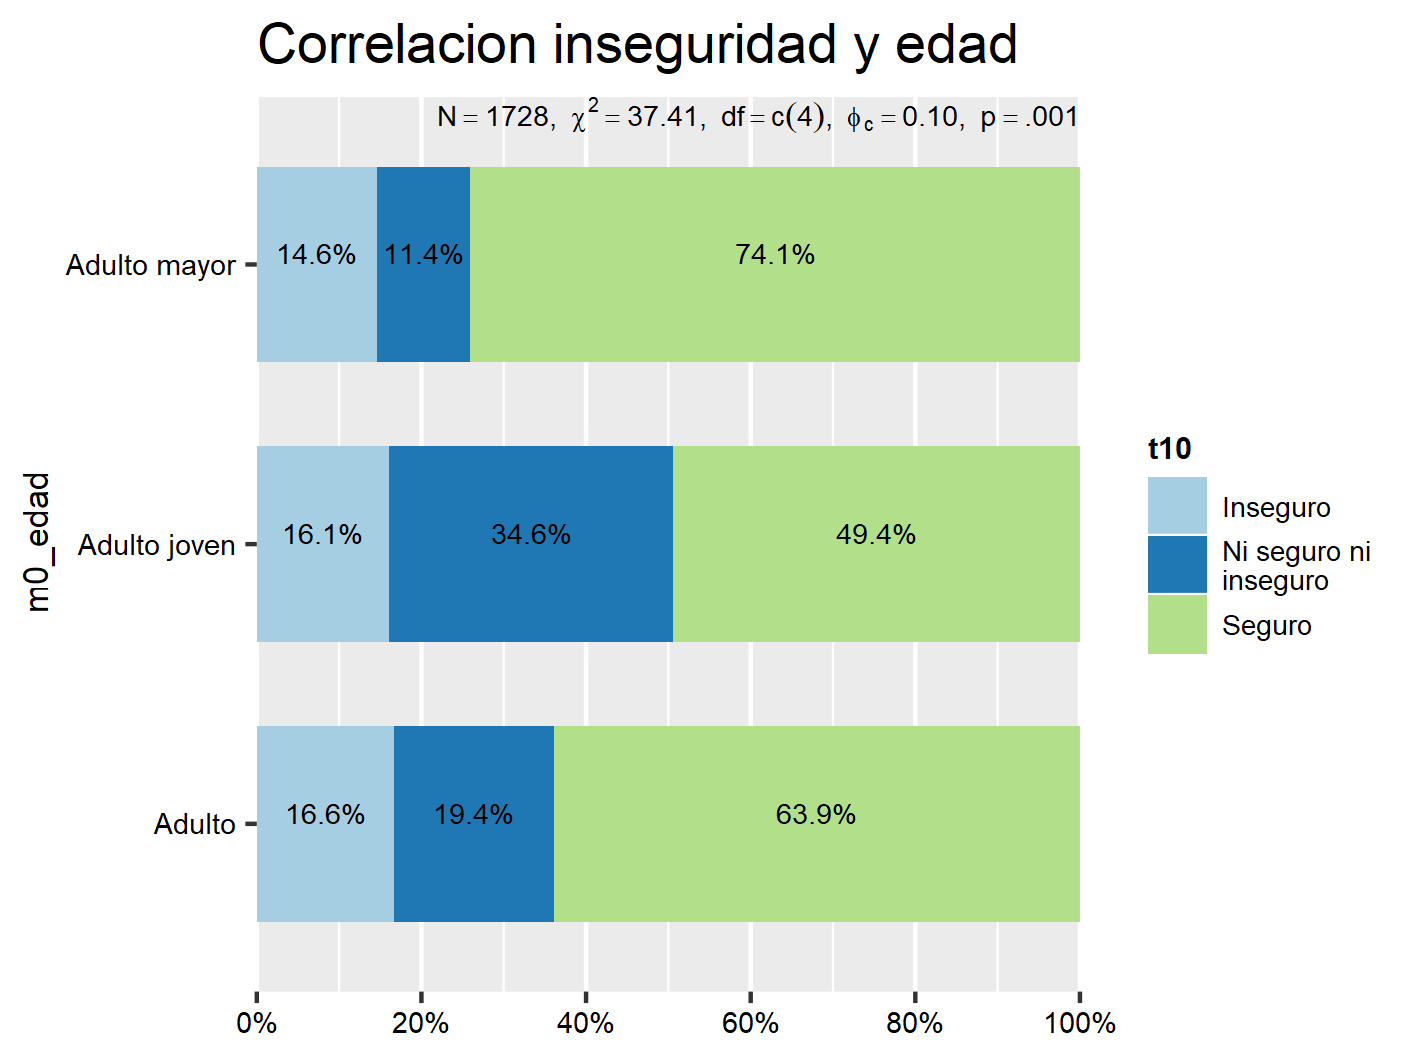 Correlacion inseguridad y edad
N = 1728, χ² = 37.41, df = c(4), ϕc = 0.10, p = .001
Adulto mayor
14.6%
11.4%
74.1%
m0_edad
Adulto joven
16.1%
34.6%
49.4%
Adulto
16.6%
19.4%
63.9%
0%
20%
40%
60%
80%
100%
t10
Inseguro
Ni seguro ni
inseguro
Seguro